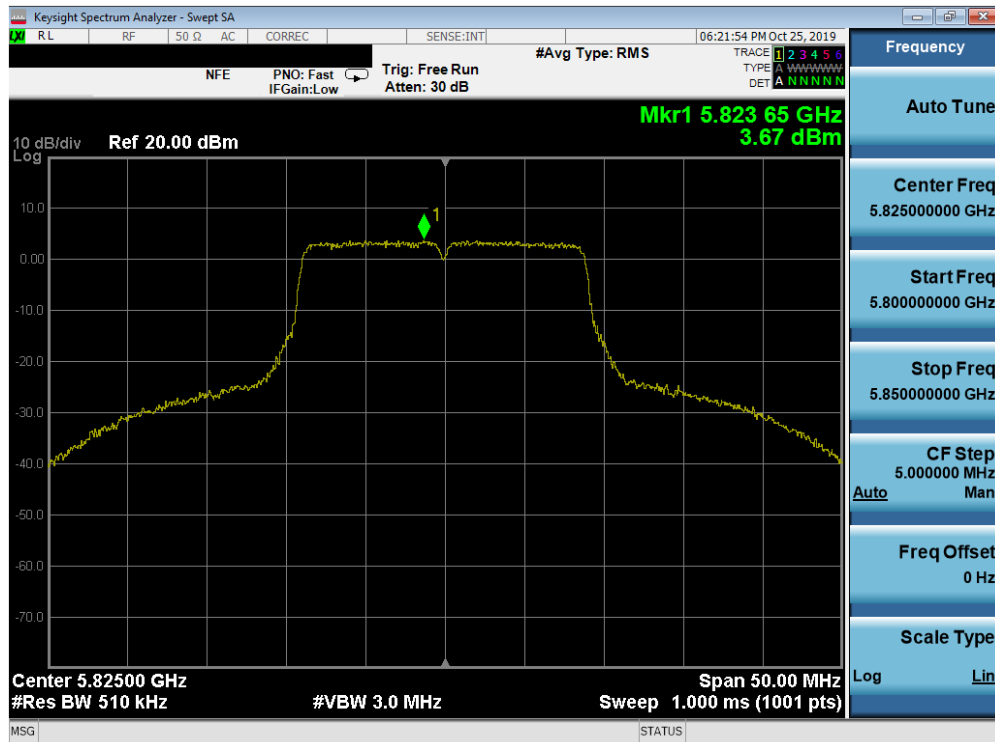 Keysight Spectrum Analyzer - Swept SA
LXI RL RF 50 Ω AC CORREC SENSE:INT 06:21:54 PM Oct 25, 2019
#Avg Type: RMS TRACE 1 2 3 4 5 6
NFE PNO: Fast Trig: Free Run TYPE A WWWWW
IFGain:Low Atten: 30 dB DET A N N N N N
Mkr1 5.823 65 GHz
3.67 dBm
10 dB/div Ref 20.00 dBm
Log
10.0
1
0.00
-10.0
-20.0
-30.0
-40.0
-50.0
-60.0
-70.0
Center 5.82500 GHz Span 50.00 MHz
#Res BW 510 kHz #VBW 3.0 MHz Sweep 1.000 ms (1001 pts)
MSG STATUS
Frequency
Auto Tune
Center Freq
5.825000000 GHz
Start Freq
5.800000000 GHz
Stop Freq
5.850000000 GHz
CF Step
5.000000 MHz
Auto Man
Freq Offset
0 Hz
Scale Type
Log Lin